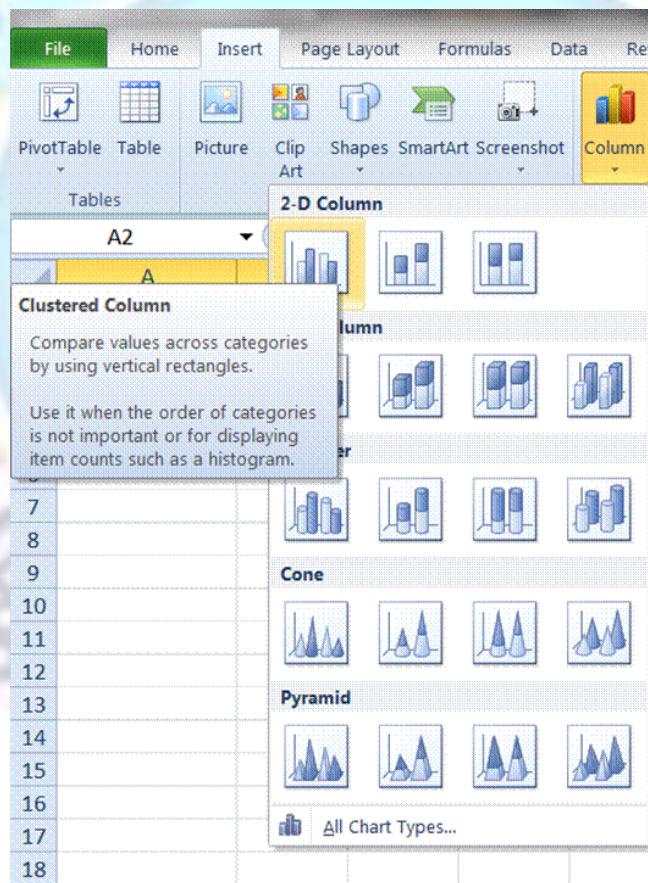 File Home Insert Page Layout Formulas Data Re
PivotTable Table Picture Clip Art Shapes SmartArt Screenshot Column
Tables
2-D Column
A2
A
Clustered Column
Compare values across categories
by using vertical rectangles.
Use it when the order of categories
is not important or for displaying
item counts such as a histogram.
lumn
er
7
8
9
Cone
10
11
12
13
Pyramid
14
15
16
All Chart Types...
17
18